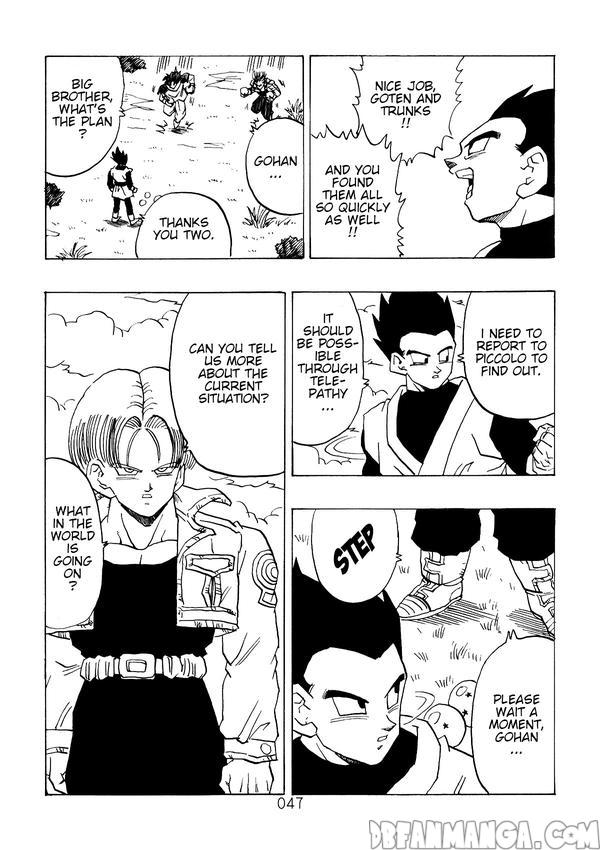 NICE JOB,
GOTEN AND
TRUNKS
!!
AND YOU
FOUND
THEM ALL
SO QUICKLY
AS WELL
!!
BIG
BROTHER,
WHAT'S
THE PLAN
?
GOHAN
...
THANKS
YOU TWO.
I NEED TO
REPORT TO
PICCOLO TO
FIND OUT.
IT
SHOULD
BE POSS-
IBLE
THROUGH
TELE-
PATHY
...
CAN YOU TELL
US MORE
ABOUT THE
CURRENT
SITUATION?
WHAT
IN THE
WORLD
IS
GOING
ON
?
STEP
PLEASE
WAIT A
MOMENT,
GOHAN
...
047
DBFANMANGA.COM